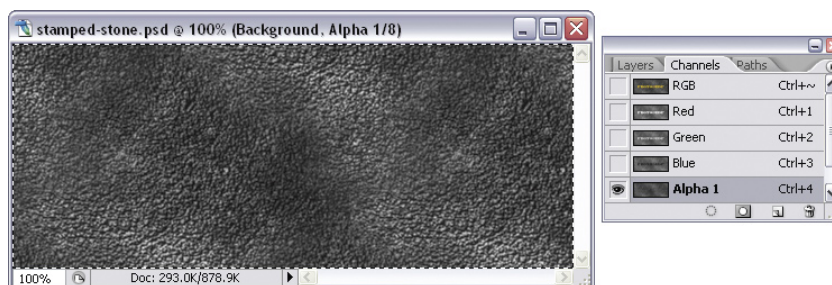 stamped-stone.psd @ 100% (Background, Alpha 1/8)
100%
Doc: 293.0K/878.9K
Layers
Channels
Paths
RGB Ctrl+~
Red Ctrl+1
Green Ctrl+2
Blue Ctrl+3
Alpha 1 Ctrl+4